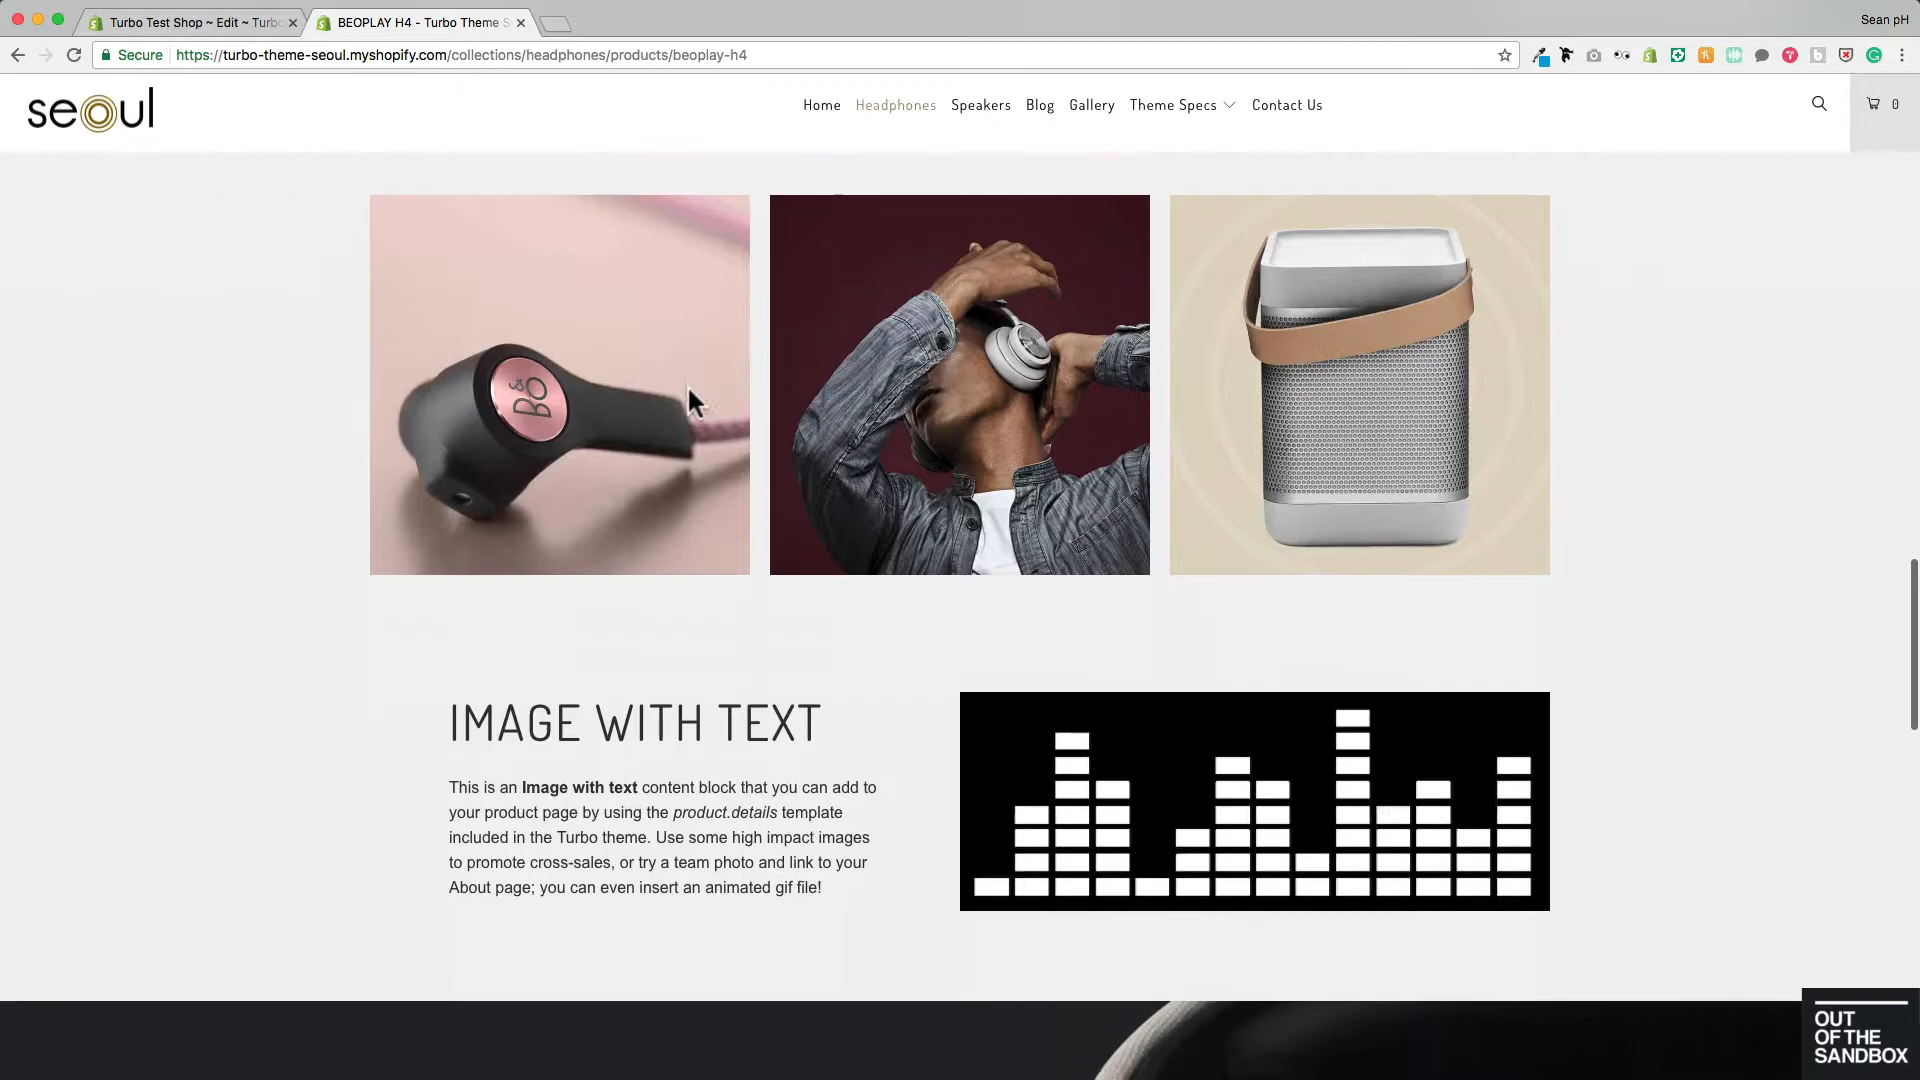 Turbo Test Shop ~ Edit ~ Turbo
BEOPLAY H4 - Turbo Theme S
Sean pH
Secure https://turbo-theme-seoul.myshopify.com/collections/headphones/products/beoplay-h4
seoul
Home Headphones Speakers Blog Gallery Theme Specs Contact Us
0
B&O
IMAGE WITH TEXT
This is an Image with text content block that you can add to
your product page by using the product.details template
included in the Turbo theme. Use some high impact images
to promote cross-sales, or try a team photo and link to your
About page; you can even insert an animated gif file!
OUT
OF THE
SANDBOX